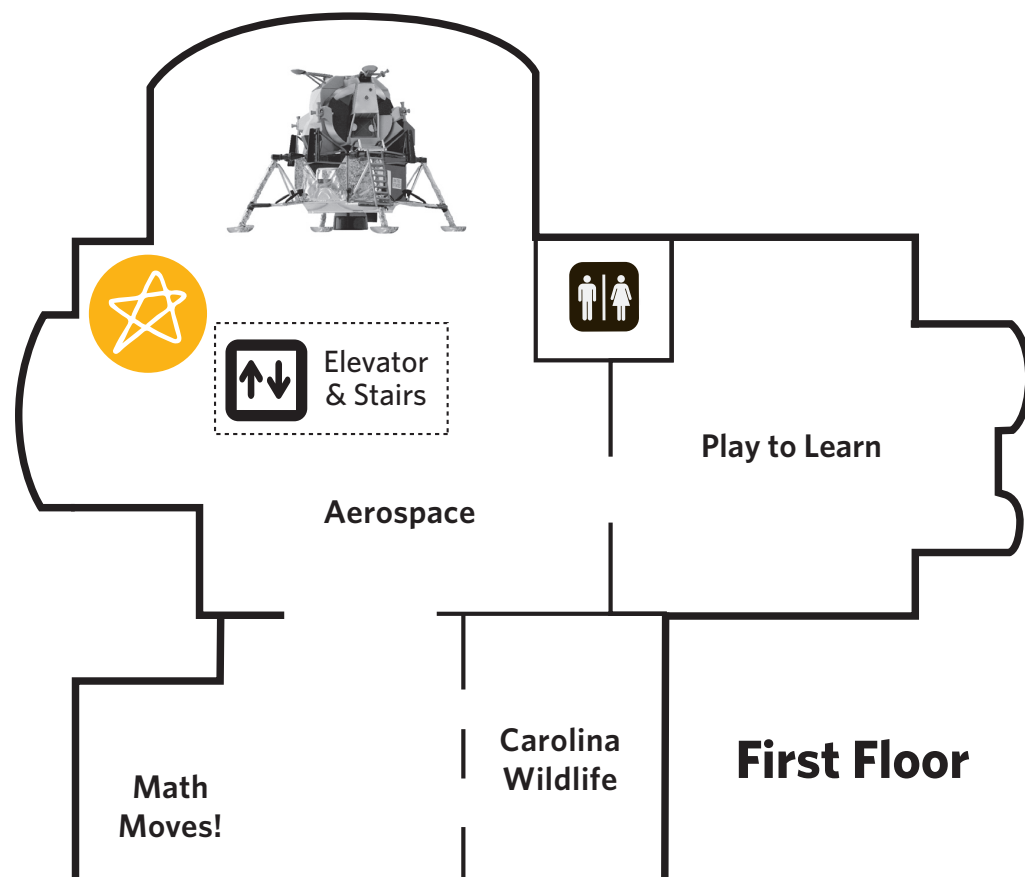 Elevator
& Stairs
Play to Learn
Aerospace
Carolina
Wildlife
First Floor
Math
Moves!